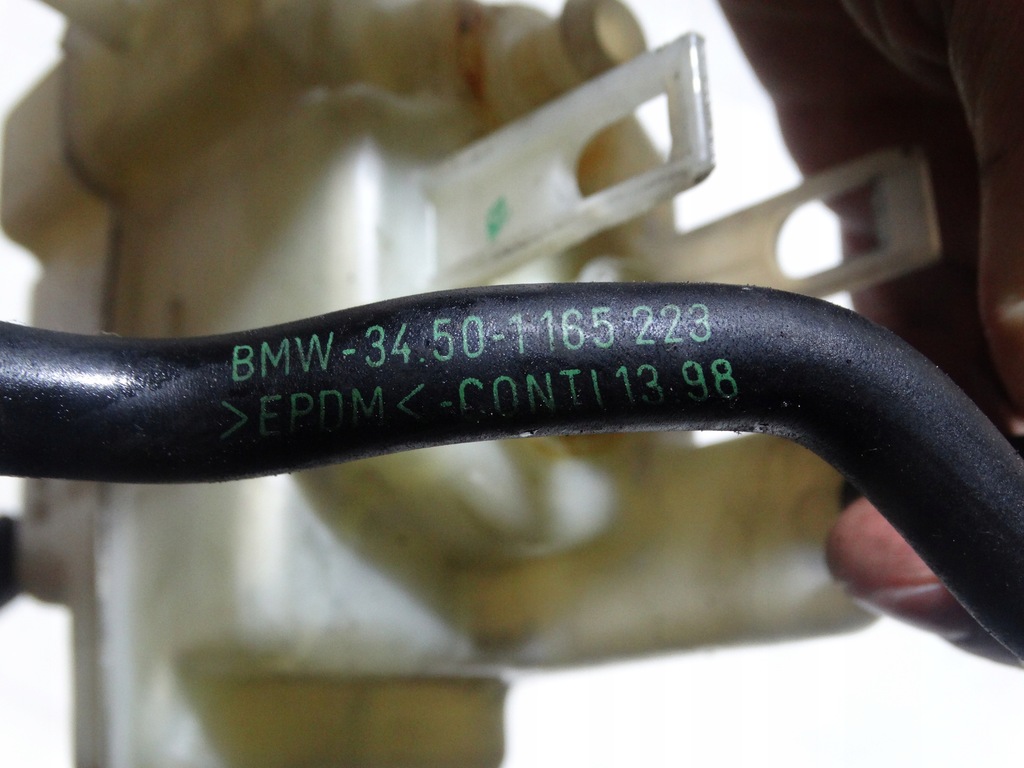 BMW-34.50-1165 223
>EPDM< -CONTI 13 98